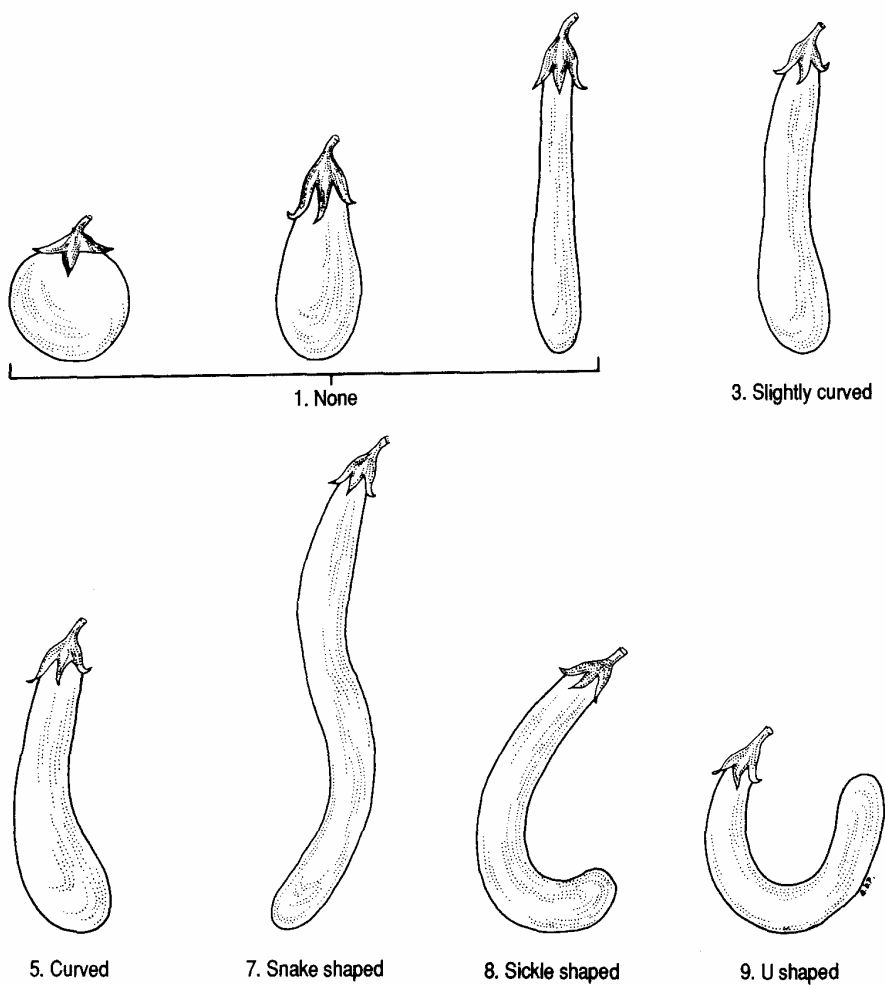 1. None
3. Slightly curved
5. Curved
7. Snake shaped
8. Sickle shaped
9. U shaped